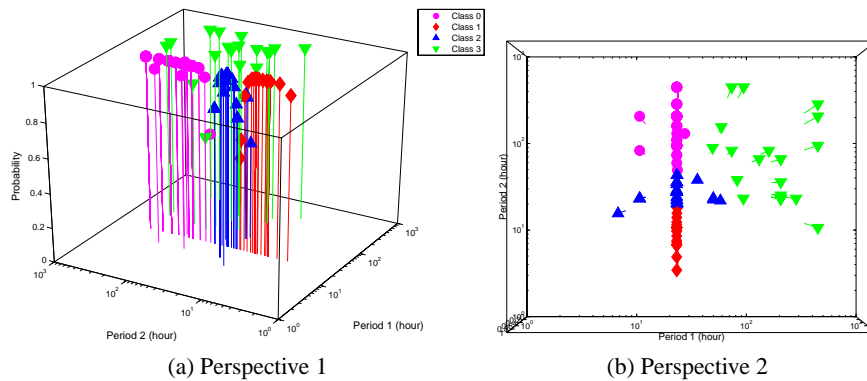 Class 0
Class 1
Class 2
Class 3
Probability
1
0.8
0.6
0.4
0.2
0
10³
10²
10¹
10⁰
10⁰
10¹
10²
10³
Period 2 (hour)
Period 1 (hour)
(a) Perspective 1
10²
10¹
Period 2 (hour)
10⁰
10¹
10²
Period 1 (hour)
(b) Perspective 2